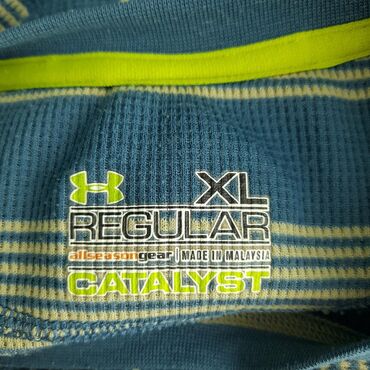 XL
REGULAR
allseasongear | MADE IN MALAYSIA
CATALYST